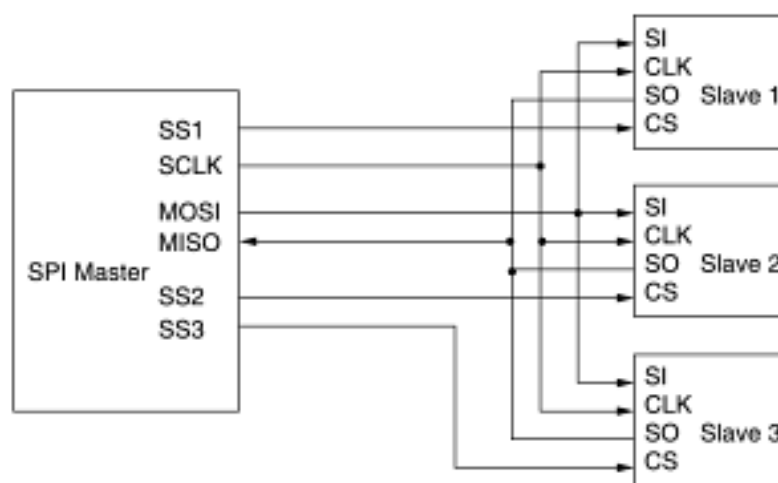 SPI Master
SS1
SCLK
MOSI
MISO
SS2
SS3
SI
CLK
SO Slave 1
CS
SI
CLK
SO Slave 2
CS
SI
CLK
SO Slave 3
CS